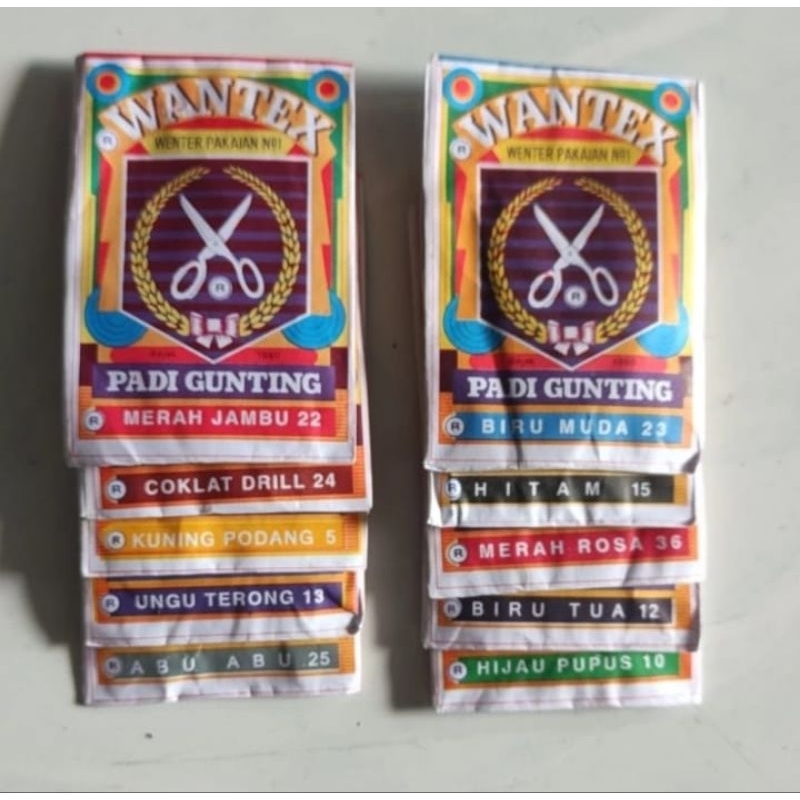 WANTEX
®
WENTER PAKAIAN No1
®
PADI GUNTING
® MERAH JAMBU 22
® COKLAT DRILL 24
® KUNING PODANG 5
® UNGU TERONG 13
® ABU ABU 25
WANTEX
®
WENTER PAKAIAN No1
®
PADI GUNTING
® BIRU MUDA 23
® HITAM 15
® MERAH ROSA 36
® BIRU TUA 12
® HIJAU PUPUS 10